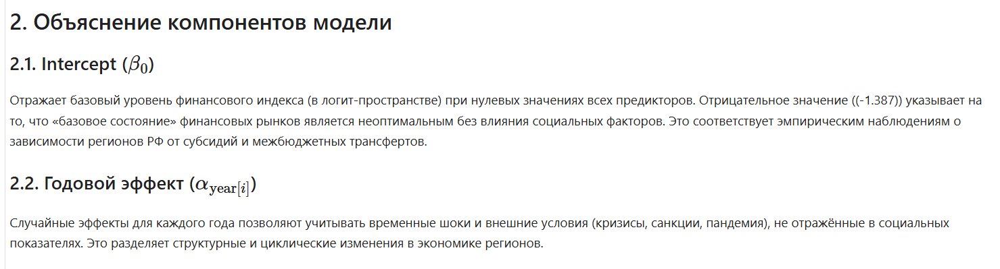 2. Объяснение компонентов модели
2.1. Intercept (β₀)
Отражает базовый уровень финансового индекса (в логит-пространстве) при нулевых значениях всех предикторов. Отрицательное значение ((-1.387)) указывает на
то, что «базовое состояние» финансовых рынков является неоптимальным без влияния социальных факторов. Это соответствует эмпирическим наблюдениям о
зависимости регионов РФ от субсидий и межбюджетных трансфертов.
2.2. Годовой эффект (α_year[i])
Случайные эффекты для каждого года позволяют учитывать временные шоки и внешние условия (кризисы, санкции, пандемия), не отражённые в социальных
показателях. Это разделяет структурные и циклические изменения в экономике регионов.